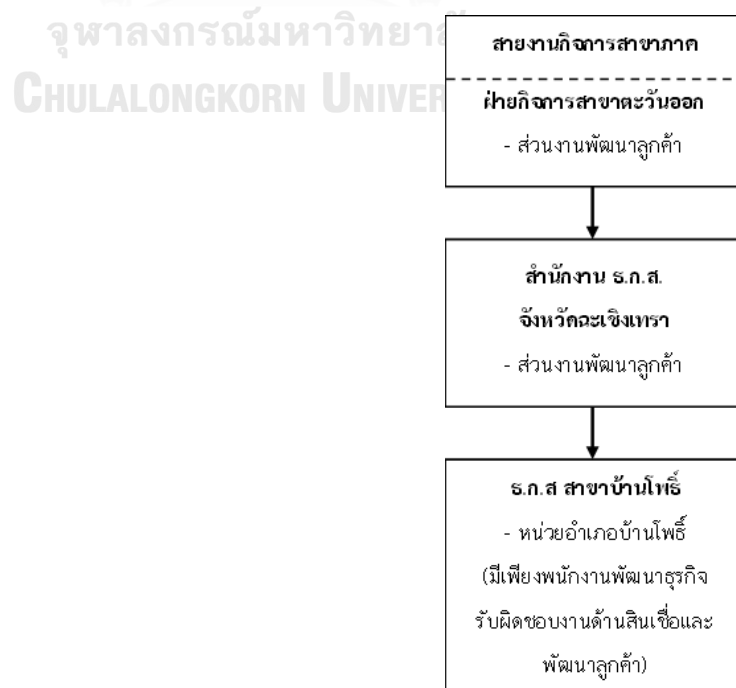 จุฬาลงกรณ์มหาวิทยา
CHULALONGKORN UNIVER
สายงานกิจการสาขาภาค
ฝ่ายกิจการสาขาตะวันออก
- ส่วนงานพัฒนาลูกค้า
สำนักงาน ธ.ก.ส.
จังหวัดฉะเชิงเทรา
- ส่วนงานพัฒนาลูกค้า
ธ.ก.ส สาขาบ้านโพธิ์
- หน่วยอำเภอบ้านโพธิ์
(มีเพียงพนักงานพัฒนาธุรกิจ
รับผิดชอบงานด้านสินเชื่อและ
พัฒนาลูกค้า)